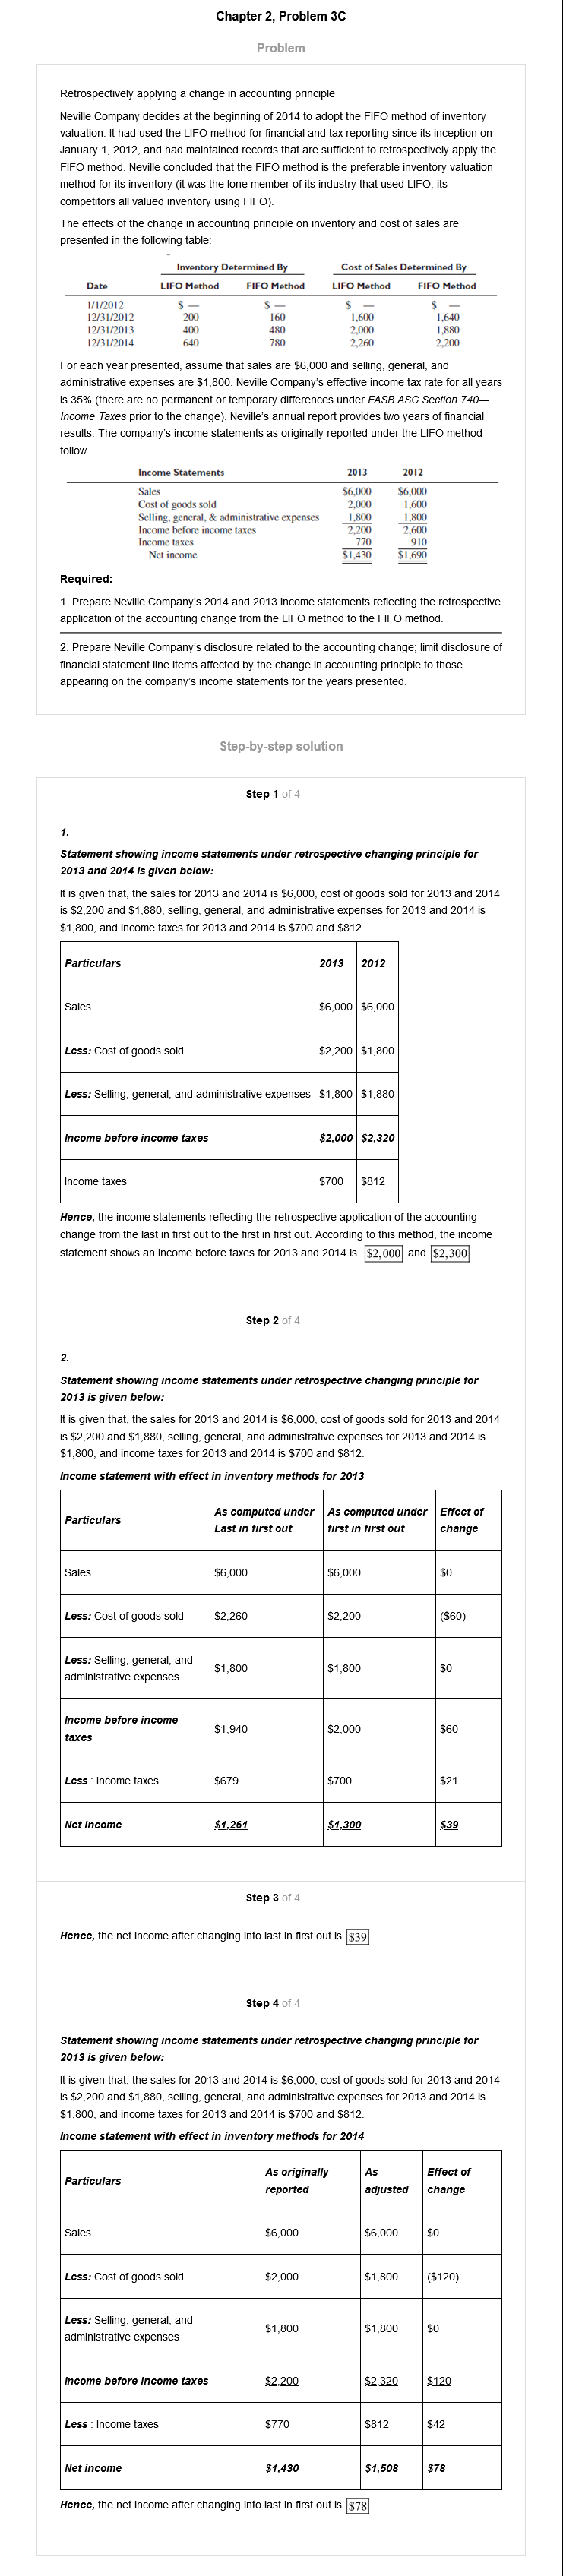 Chapter 2, Problem 3C
Problem
Retrospectively applying a change in accounting principle
Neville Company decides at the beginning of 2014 to adopt the FIFO method of inventory
valuation. It had used the LIFO method for financial and tax reporting since its inception on
January 1, 2012, and had maintained records that are sufficient to retrospectively apply the
FIFO method. Neville concluded that the FIFO method is the preferable inventory valuation
method for its inventory (it was the lone member of its industry that used LIFO; its
competitors all valued inventory using FIFO).
The effects of the change in accounting principle on inventory and cost of sales are
presented in the following table:
Inventory Determined By Cost of Sales Determined By
Date LIFO Method FIFO Method LIFO Method FIFO Method
1/1/2012 $ — $ — $ — $ —
12/31/2012 200 160 1,600 1,640
12/31/2013 400 480 2,000 1,880
12/31/2014 640 780 2,260 2,200
For each year presented, assume that sales are $6,000 and selling, general, and
administrative expenses are $1,800. Neville Company's effective income tax rate for all years
is 35% (there are no permanent or temporary differences under FASB ASC Section 740—
Income Taxes prior to the change). Neville's annual report provides two years of financial
results. The company's income statements as originally reported under the LIFO method
follow.
Income Statements 2013 2012
Sales $6,000 $6,000
Cost of goods sold 2,000 1,600
Selling, general, & administrative expenses 1,800 1,800
Income before income taxes 2,200 2,600
Income taxes 770 910
Net income $1,430 $1,690
Required:
1. Prepare Neville Company's 2014 and 2013 income statements reflecting the retrospective
application of the accounting change from the LIFO method to the FIFO method.
2. Prepare Neville Company's disclosure related to the accounting change; limit disclosure of
financial statement line items affected by the change in accounting principle to those
appearing on the company's income statements for the years presented.
Step-by-step solution
Step 1 of 4
1.
Statement showing income statements under retrospective changing principle for
2013 and 2014 is given below:
It is given that, the sales for 2013 and 2014 is $6,000, cost of goods sold for 2013 and 2014
is $2,200 and $1,880, selling, general, and administrative expenses for 2013 and 2014 is
$1,800, and income taxes for 2013 and 2014 is $700 and $812.
Particulars 2013 2012
Sales $6,000 $6,000
Less: Cost of goods sold $2,200 $1,800
Less: Selling, general, and administrative expenses $1,800 $1,880
Income before income taxes $2,000 $2,320
Income taxes $700 $812
Hence, the income statements reflecting the retrospective application of the accounting
change from the last in first out to the first in first out. According to this method, the income
statement shows an income before taxes for 2013 and 2014 is $2,000 and $2,300.
Step 2 of 4
2.
Statement showing income statements under retrospective changing principle for
2013 is given below:
It is given that, the sales for 2013 and 2014 is $6,000, cost of goods sold for 2013 and 2014
is $2,200 and $1,880, selling, general, and administrative expenses for 2013 and 2014 is
$1,800, and income taxes for 2013 and 2014 is $700 and $812.
Income statement with effect in inventory methods for 2013
Particulars As computed under Last in first out As computed under first in first out Effect of change
Sales $6,000 $6,000 $0
Less: Cost of goods sold $2,260 $2,200 ($60)
Less: Selling, general, and administrative expenses $1,800 $1,800 $0
Income before income taxes $1,940 $2,000 $60
Less : Income taxes $679 $700 $21
Net income $1,261 $1,300 $39
Step 3 of 4
Hence, the net income after changing into last in first out is $39.
Step 4 of 4
Statement showing income statements under retrospective changing principle for
2013 is given below:
It is given that, the sales for 2013 and 2014 is $6,000, cost of goods sold for 2013 and 2014
is $2,200 and $1,880, selling, general, and administrative expenses for 2013 and 2014 is
$1,800, and income taxes for 2013 and 2014 is $700 and $812.
Income statement with effect in inventory methods for 2014
Particulars As originally reported As adjusted Effect of change
Sales $6,000 $6,000 $0
Less: Cost of goods sold $2,000 $1,800 ($120)
Less: Selling, general, and administrative expenses $1,800 $1,800 $0
Income before income taxes $2,200 $2,320 $120
Less : Income taxes $770 $812 $42
Net income $1,430 $1,508 $78
Hence, the net income after changing into last in first out is $78.